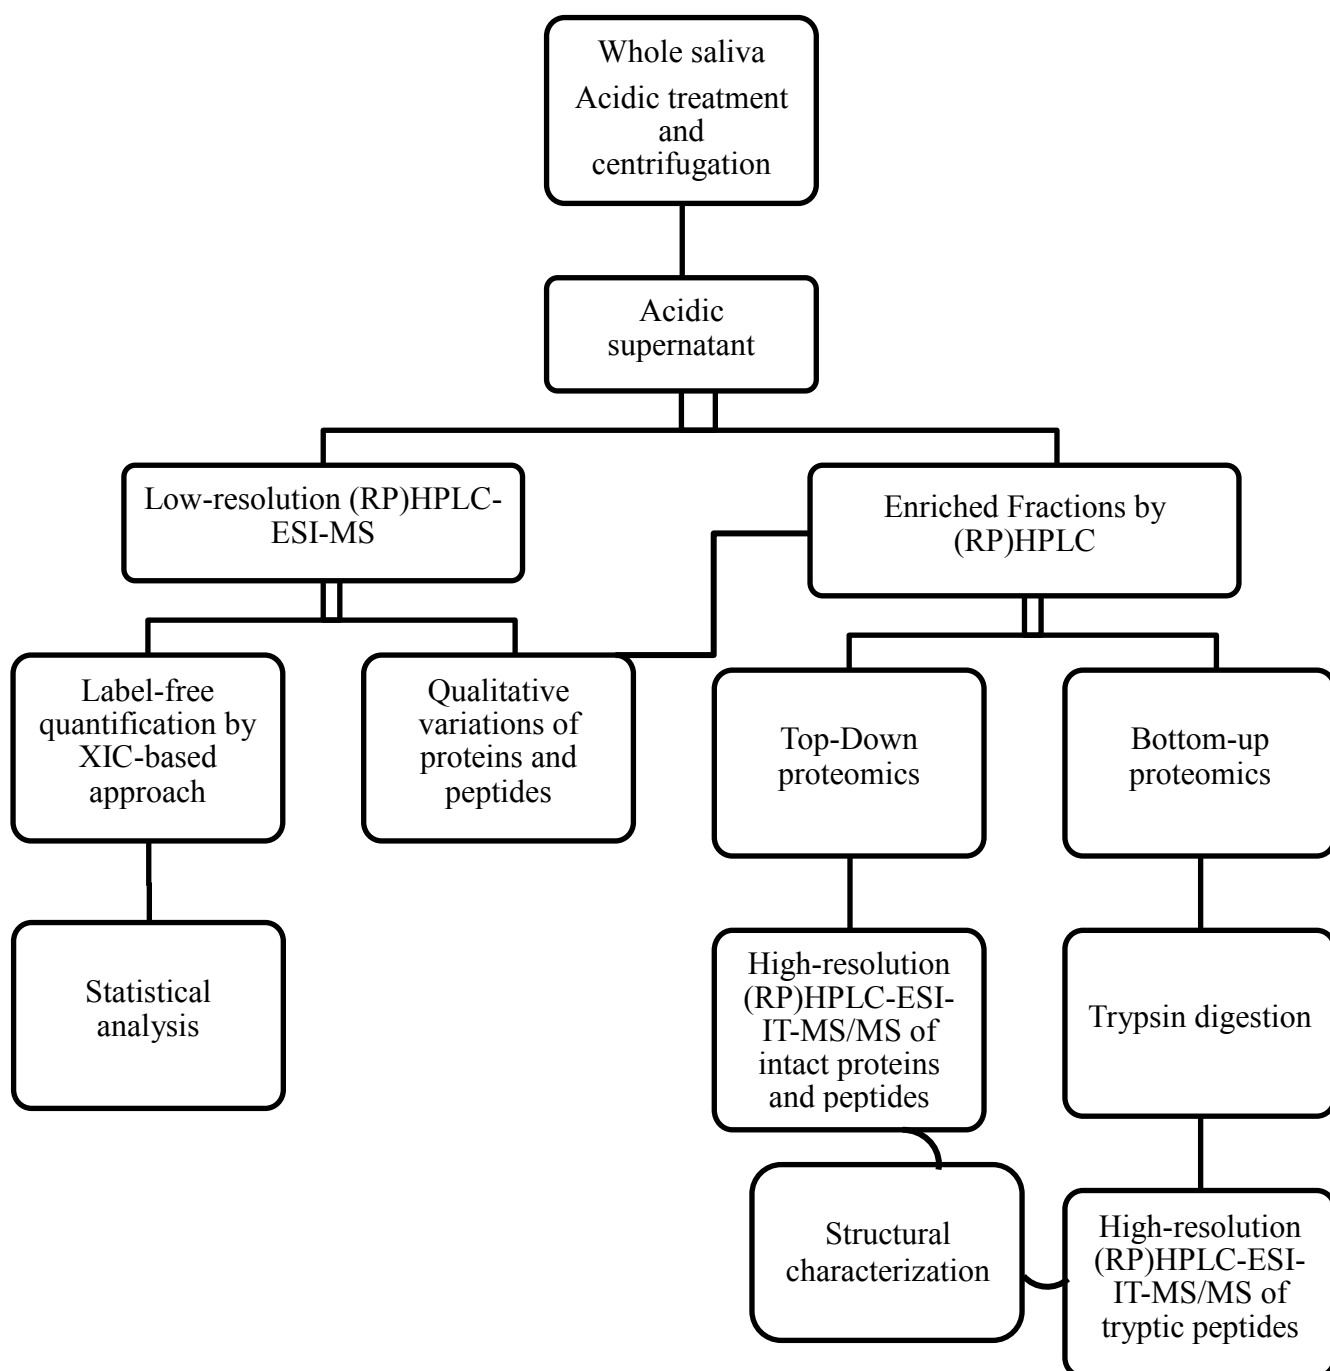 Whole saliva
Acidic treatment
and
centrifugation
Acidic
supernatant
Low-resolution (RP)HPLC-
ESI-MS
Enriched Fractions by
(RP)HPLC
Label-free
quantification by
XIC-based
approach
Qualitative
variations of
proteins and
peptides
Top-Down
proteomics
Bottom-up
proteomics
Statistical
analysis
High-resolution
(RP)HPLC-ESI-
IT-MS/MS of
intact proteins
and peptides
Trypsin digestion
Structural
characterization
High-resolution
(RP)HPLC-ESI-
IT-MS/MS of
tryptic peptides